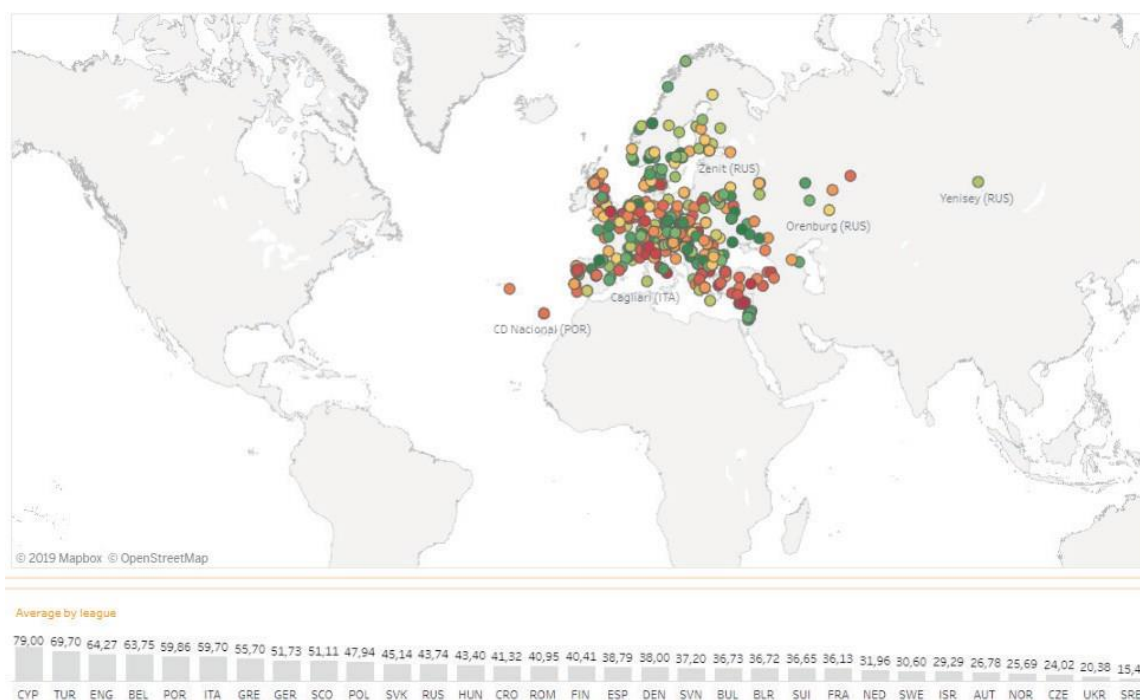 Zenit (RUS)
Yenisey (RUS)
Orenburg (RUS)
Cagliari (ITA)
CD Nacional (POR)
© 2019 Mapbox © OpenStreetMap
Average by league
79,00 69,70 64,27 63,75 59,86 59,70 55,70 51,73 51,11 47,94 45,14 43,74 43,40 41,32 40,95 40,41 38,79 38,00 37,20 36,73 36,72 36,65 36,13 31,96 30,60 29,29 26,78 25,69 24,02 20,38 15,4
CYP TUR ENG BEL POR ITA GRE GER SCO POL SVK RUS HUN CRO ROM FIN ESP DEN SVN BUL BLR SUI FRA NED SWE ISR AUT NOR CZE UKR